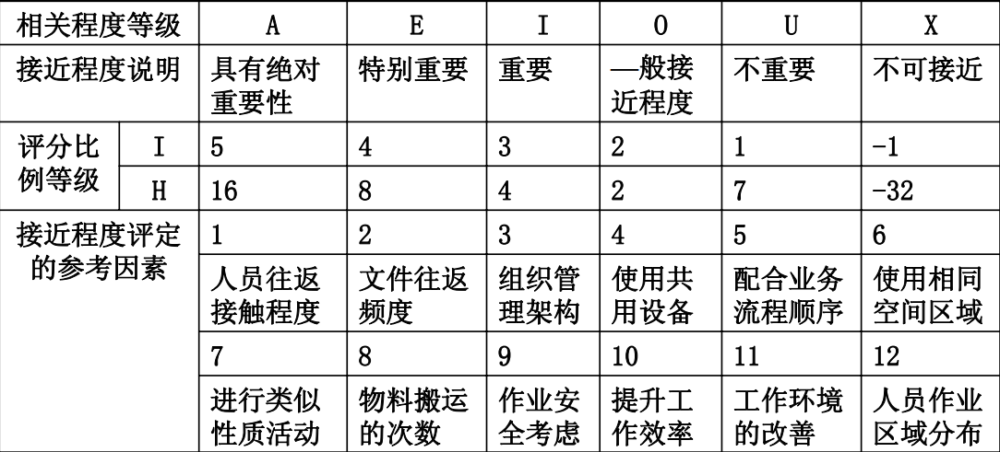 相关程度等级 A E I O U X
接近程度说明 具有绝对重要性 特别重要 重要 —般接近程度 不重要 不可接近
评分比例等级 I 5 4 3 2 1 -1
H 16 8 4 2 7 -32
接近程度评定的参考因素 1 2 3 4 5 6
人员往返接触程度 文件往返频度 组织管理架构 使用共用设备 配合业务流程顺序 使用相同空间区域
7 8 9 10 11 12
进行类似性质活动 物料搬运的次数 作业安全考虑 提升工作效率 工作环境的改善 人员作业区域分布